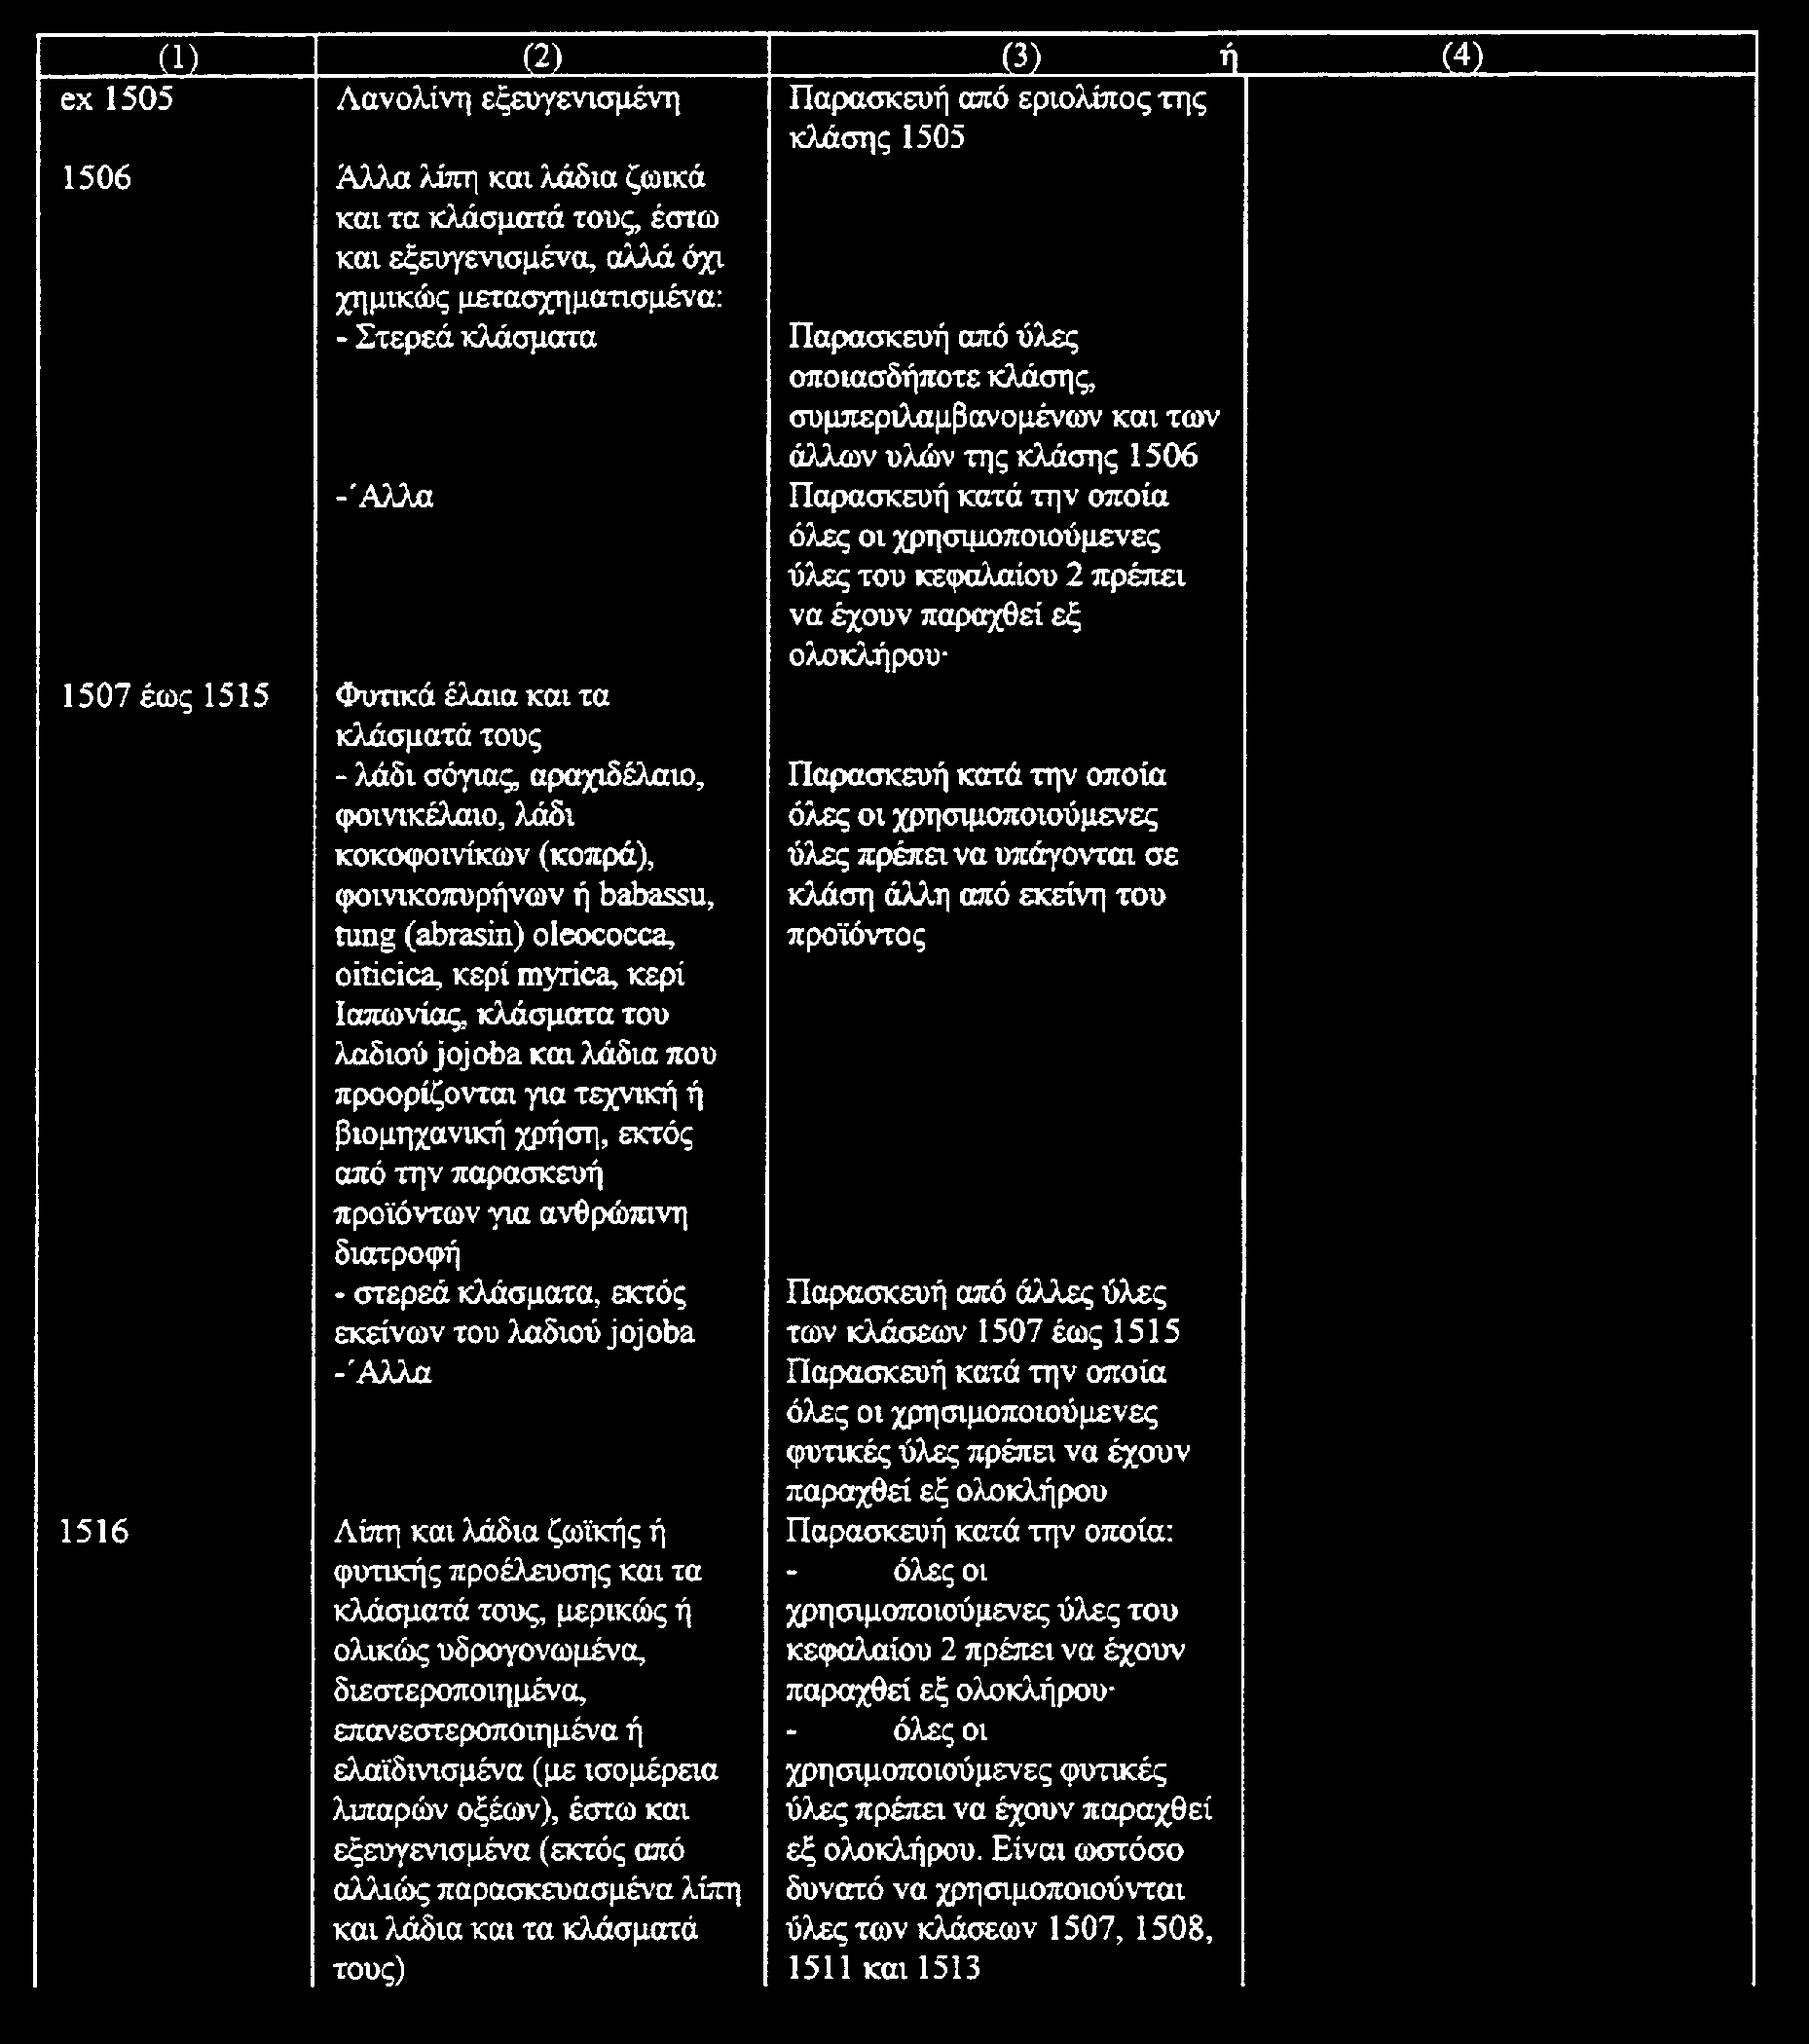 (1) (2) (3) ή (4)
ex 1505 Λανολίνη εξευγενισμένη Παρασκευή από εριολίπος της
κλάσης 1505
1506 Άλλα λίπη και λάδια ζωικά
και τα κλάσματά τους, έστω
και εξευγενισμένα, αλλά όχι
χημικώς μετασχηματισμένα:
- Στερεά κλάσματα Παρασκευή από ύλες
οποιασδήποτε κλάσης,
συμπεριλαμβανομένων και των
άλλων υλών της κλάσης 1506
-Άλλα Παρασκευή κατά την οποία
όλες οι χρησιμοποιούμενες
ύλες του κεφαλαίου 2 πρέπει
να έχουν παραχθεί εξ
ολοκλήρου·
1507 έως 1515 Φυτικά έλαια και τα
κλάσματά τους
- λάδι σόγιας, αραχιδέλαιο, Παρασκευή κατά την οποία
φοινικέλαιο, λάδι όλες οι χρησιμοποιούμενες
κοκοφοινίκων (κοπρά), ύλες πρέπει να υπάγονται σε
φοινικοπυρήνων ή babassu, κλάση άλλη από εκείνη του
tung (abrasin) oleococca, προϊόντος
oiticica, κερί myrica, κερί
Ιαπωνίας, κλάσματα του
λαδιού jojoba και λάδια που
προορίζονται για τεχνική ή
βιομηχανική χρήση, εκτός
από την παρασκευή
προϊόντων για ανθρώπινη
διατροφή
- στερεά κλάσματα, εκτός Παρασκευή από άλλες ύλες
εκείνων του λαδιού jojoba των κλάσεων 1507 έως 1515
-Άλλα Παρασκευή κατά την οποία
όλες οι χρησιμοποιούμενες
φυτικές ύλες πρέπει να έχουν
παραχθεί εξ ολοκλήρου
1516 Λίπη και λάδια ζωϊκής ή Παρασκευή κατά την οποία:
φυτικής προέλευσης και τα - όλες οι
κλάσματά τους, μερικώς ή χρησιμοποιούμενες ύλες του
ολικώς υδρογονωμένα, κεφαλαίου 2 πρέπει να έχουν
διεστεροποιημένα, παραχθεί εξ ολοκλήρου·
επανεστεροποιημένα ή - όλες οι
ελαϊδινισμένα (με ισομέρεια χρησιμοποιούμενες φυτικές
λιπαρών οξέων), έστω και ύλες πρέπει να έχουν παραχθεί
εξευγενισμένα (εκτός από εξ ολοκλήρου. Είναι ωστόσο
αλλιώς παρασκευασμένα λίπη δυνατό να χρησιμοποιούνται
και λάδια και τα κλάσματά ύλες των κλάσεων 1507, 1508,
τους) 1511 και 1513